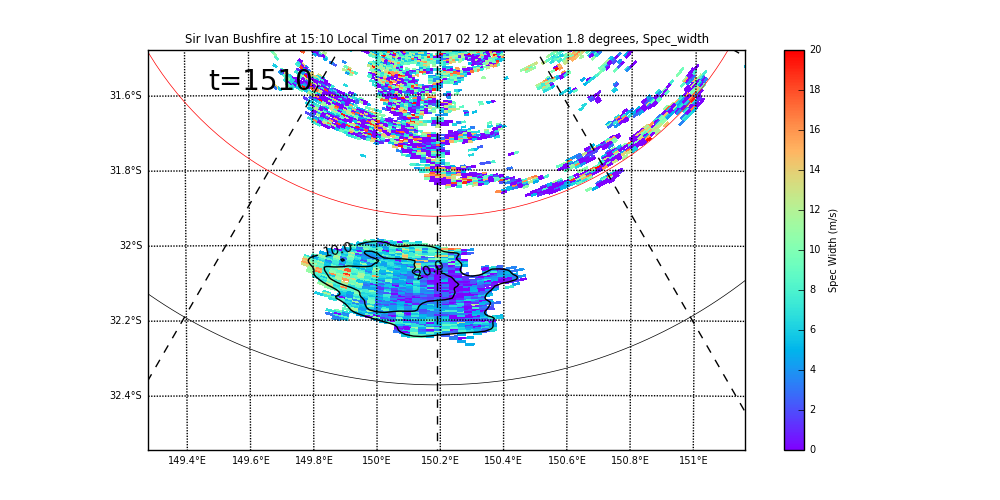 Sir Ivan Bushfire at 15:10 Local Time on 2017 02 12 at elevation 1.8 degrees, Spec_width
t=1510
31.6°S
31.8°S
32°S
32.2°S
32.4°S
10.0
149.4°E 149.6°E 149.8°E 150°E 150.2°E 150.4°E 150.6°E 150.8°E 151°E
20
18
16
14
12
10
8
6
4
2
0
Spec Width (m/s)